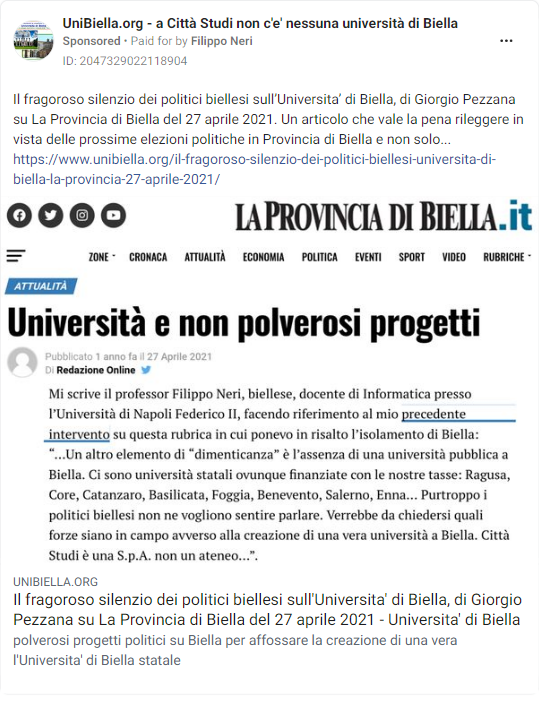 UniBiella.org - a Città Studi non c'e' nessuna università di Biella
Sponsored • Paid for by Filippo Neri
ID: 2047329022118904
Il fragoroso silenzio dei politici biellesi sull'Universita' di Biella, di Giorgio Pezzana
su La Provincia di Biella del 27 aprile 2021. Un articolo che vale la pena rileggere in
vista delle prossime elezioni politiche in Provincia di Biella e non solo...
https://www.unibiella.org/il-fragoroso-silenzio-dei-politici-biellesi-universita-di-
biella-la-provincia-27-aprile-2021/
LA PROVINCIA DI BIELLA.it
ZONE CRONACA ATTUALITÀ ECONOMIA POLITICA EVENTI SPORT VIDEO RUBRICHE
ATTUALITÀ
Università e non polverosi progetti
Pubblicato 1 anno fa il 27 Aprile 2021
Di Redazione Online
Mi scrive il professor Filippo Neri, biellese, docente di Informatica presso
l'Università di Napoli Federico II, facendo riferimento al mio precedente
intervento su questa rubrica in cui ponevo in risalto l'isolamento di Biella:
“…Un altro elemento di “dimenticanza” è l'assenza di una università pubblica a
Biella. Ci sono università statali ovunque finanziate con le nostre tasse: Ragusa,
Core, Catanzaro, Basilicata, Foggia, Benevento, Salerno, Enna… Purtroppo i
politici biellesi non ne vogliono sentire parlare. Verrebbe da chiedersi quali
forze siano in campo avverso alla creazione di una vera università a Biella. Città
Studi è una S.p.A. non un ateneo…”.
UNIBIELLA.ORG
Il fragoroso silenzio dei politici biellesi sull'Universita' di Biella, di Giorgio
Pezzana su La Provincia di Biella del 27 aprile 2021 - Universita' di Biella
polverosi progetti politici su Biella per affossare la creazione di una vera
l'Universita' di Biella statale